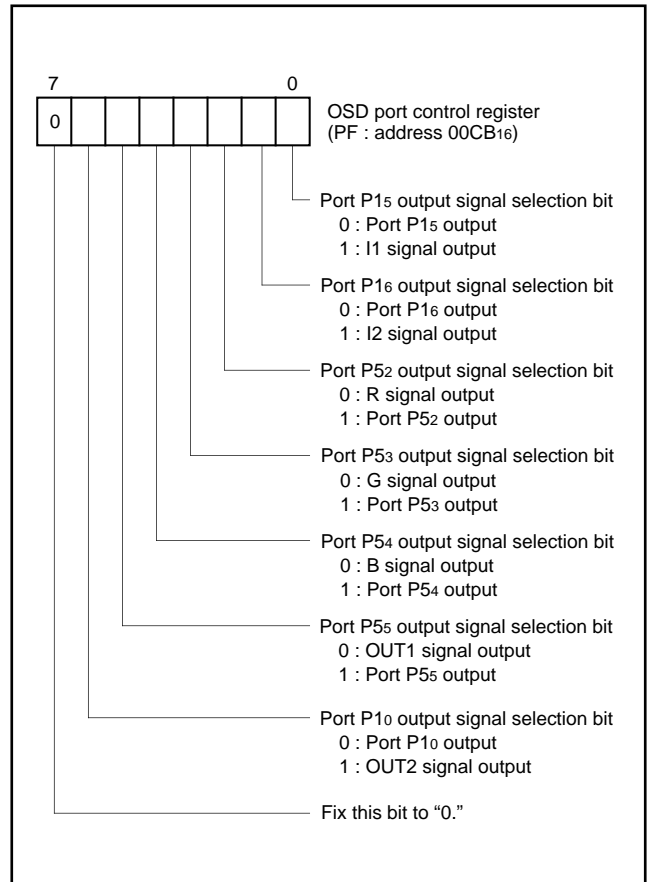 7 0
0
OSD port control register
(PF : address 00CB16)
Port P15 output signal selection bit
0 : Port P15 output
1 : I1 signal output
Port P16 output signal selection bit
0 : Port P16 output
1 : I2 signal output
Port P52 output signal selection bit
0 : R signal output
1 : Port P52 output
Port P53 output signal selection bit
0 : G signal output
1 : Port P53 output
Port P54 output signal selection bit
0 : B signal output
1 : Port P54 output
Port P55 output signal selection bit
0 : OUT1 signal output
1 : Port P55 output
Port P10 output signal selection bit
0 : Port P10 output
1 : OUT2 signal output
Fix this bit to “0.”